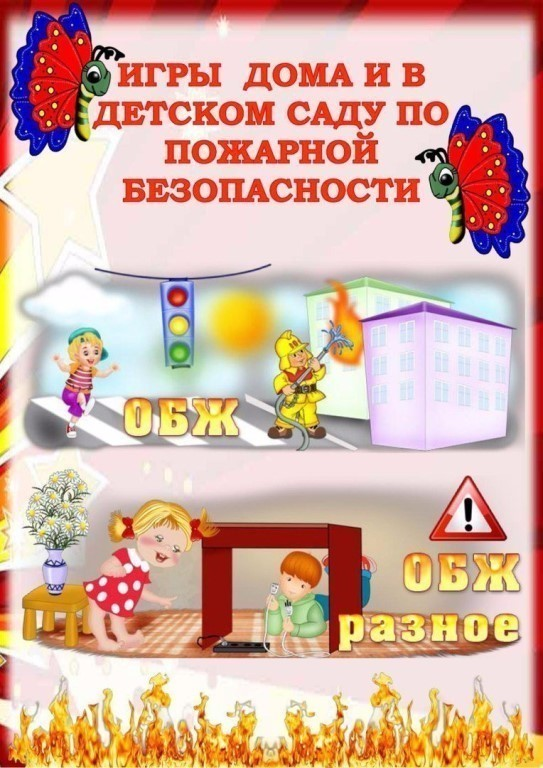 ИГРЫ ДОМА И В
ДЕТСКОМ САДУ ПО
ПОЖАРНОЙ
БЕЗОПАСНОСТИ
ОБЖ
ОБЖ
разное